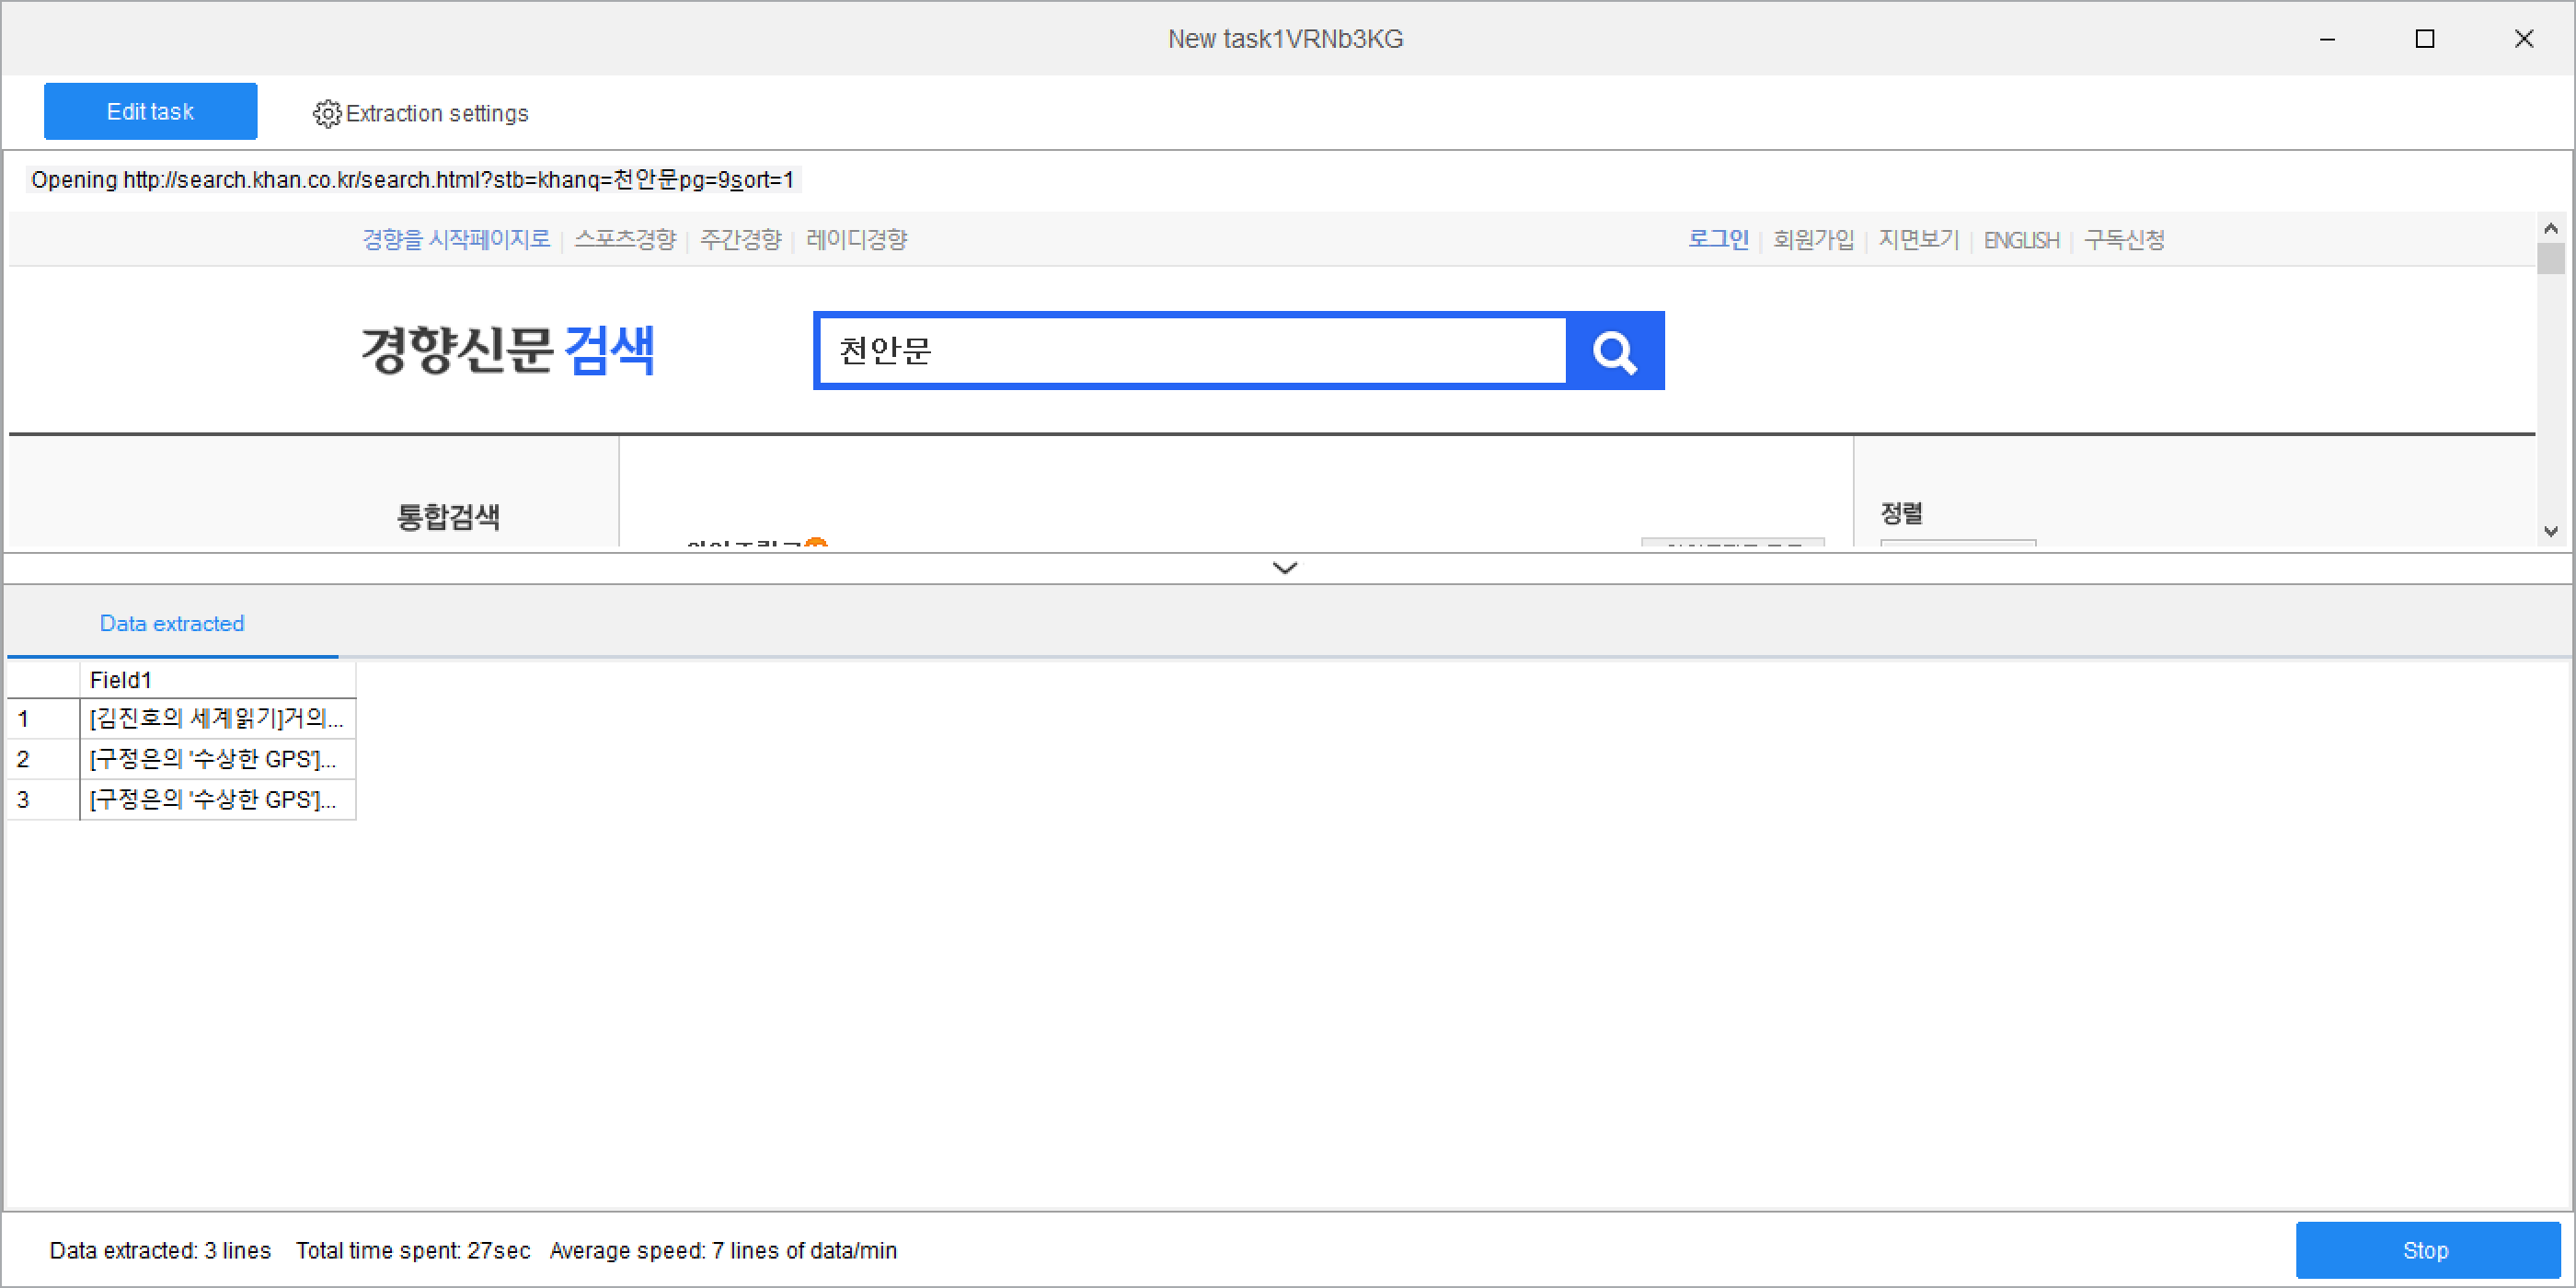 New task1VRNb3KG
Edit task
Extraction settings
Opening http://search.khan.co.kr/search.html?stb=khanq=천안문pg=9sort=1
경향을 시작페이지로 | 스포츠경향 | 주간경향 | 레이디경향
로그인 | 회원가입 | 지면보기 | ENGLISH | 구독신청
경향신문 검색
천안문
통합검색
정렬
Data extracted
Field1
1 [김진호의 세계읽기]거의...
2 [구정은의 '수상한 GPS']...
3 [구정은의 '수상한 GPS']...
Data extracted: 3 lines Total time spent: 27sec Average speed: 7 lines of data/min
Stop